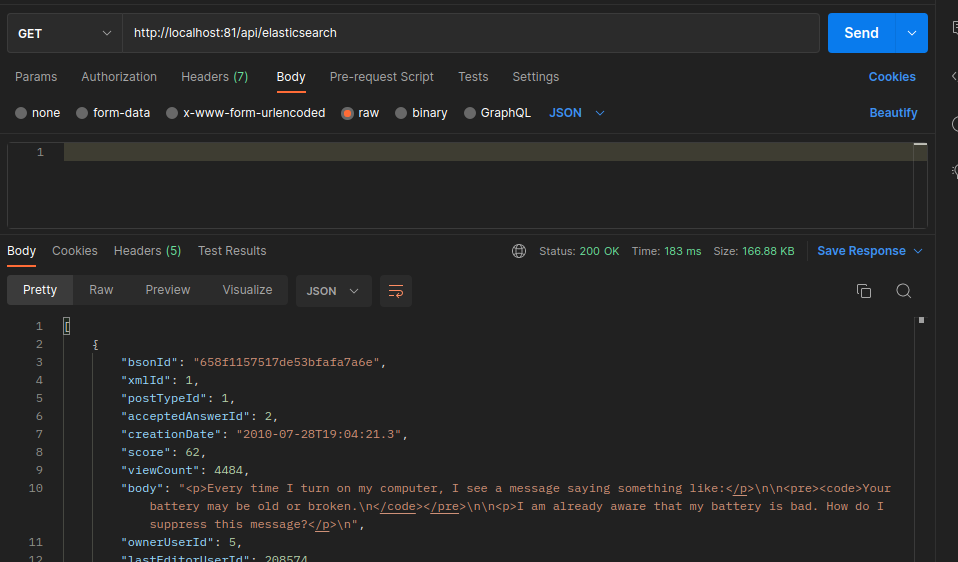 GET http://localhost:81/api/elasticsearch Send
Params Authorization Headers (7) Body Pre-request Script Tests Settings Cookies
none form-data x-www-form-urlencoded raw binary GraphQL JSON Beautify
1
Body Cookies Headers (5) Test Results Status: 200 OK Time: 183 ms Size: 166.88 KB Save Response
Pretty Raw Preview Visualize JSON
1 [
2 {
3 "bsonId": "658f1157517de53bfafa7a6e",
4 "xmlId": 1,
5 "postTypeId": 1,
6 "acceptedAnswerId": 2,
7 "creationDate": "2010-07-28T19:04:21.3",
8 "score": 62,
9 "viewCount": 4484,
10 "body": "<p>Every time I turn on my computer, I see a message saying something like:</p>\n\n<pre><code>Your
battery may be old or broken.\n</code></pre>\n\n<p>I am already aware that my battery is bad. How do I
suppress this message?</p>\n",
11 "ownerUserId": 5,
12 "lastEditorUserId": 208574,